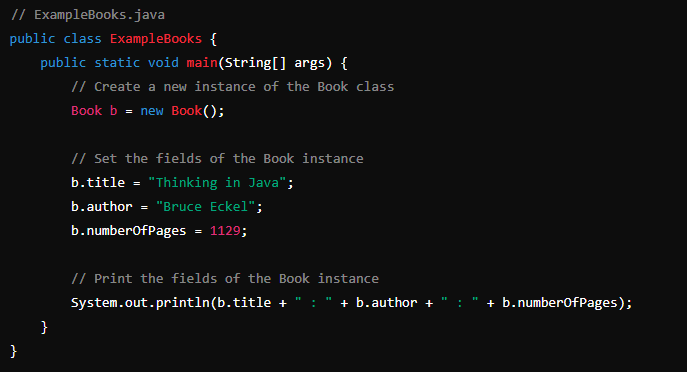 // ExampleBooks.java
public class ExampleBooks {
    public static void main(String[] args) {
        // Create a new instance of the Book class
        Book b = new Book();

        // Set the fields of the Book instance
        b.title = "Thinking in Java";
        b.author = "Bruce Eckel";
        b.numberOfPages = 1129;

        // Print the fields of the Book instance
        System.out.println(b.title + " : " + b.author + " : " + b.numberOfPages);
    }
}